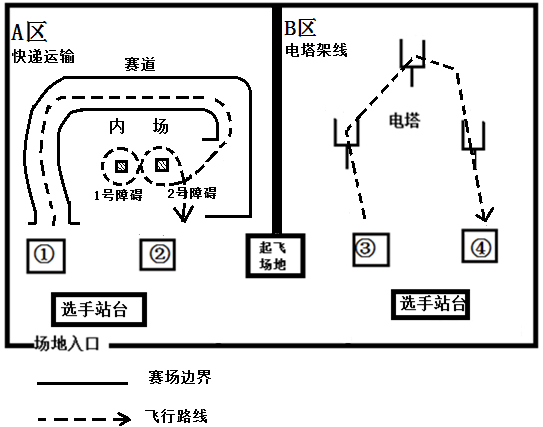 A区
快递运输
赛道
内 场
1号障碍
2号障碍
①
②
起飞
场地
选手站台
场地入口
B区
电塔架线
电塔
③
④
选手站台
赛场边界
飞行路线